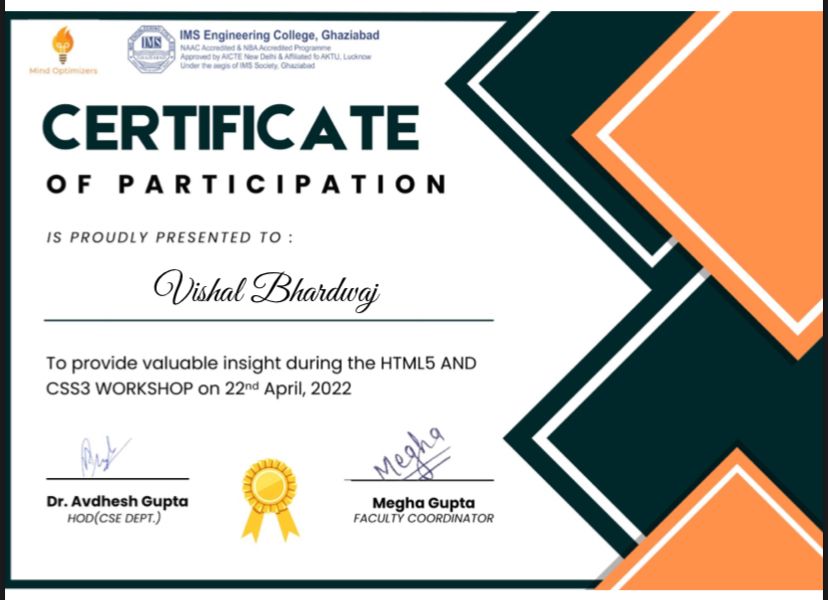 Mind Optimizers
IMS
IMS Engineering College, Ghaziabad
NAAC Accredited & NBA Accredited Programme
Approved by AICTE New Delhi & Affiliated to AKTU, Lucknow
Under the aegis of IMS Society, Ghaziabad
CERTIFICATE
OF PARTICIPATION
IS PROUDLY PRESENTED TO :
Vishal Bhardwaj
To provide valuable insight during the HTML5 AND
CSS3 WORKSHOP on 22nd April, 2022
Megha
Dr. Avdhesh Gupta
HOD(CSE DEPT.)
Megha Gupta
FACULTY COORDINATOR